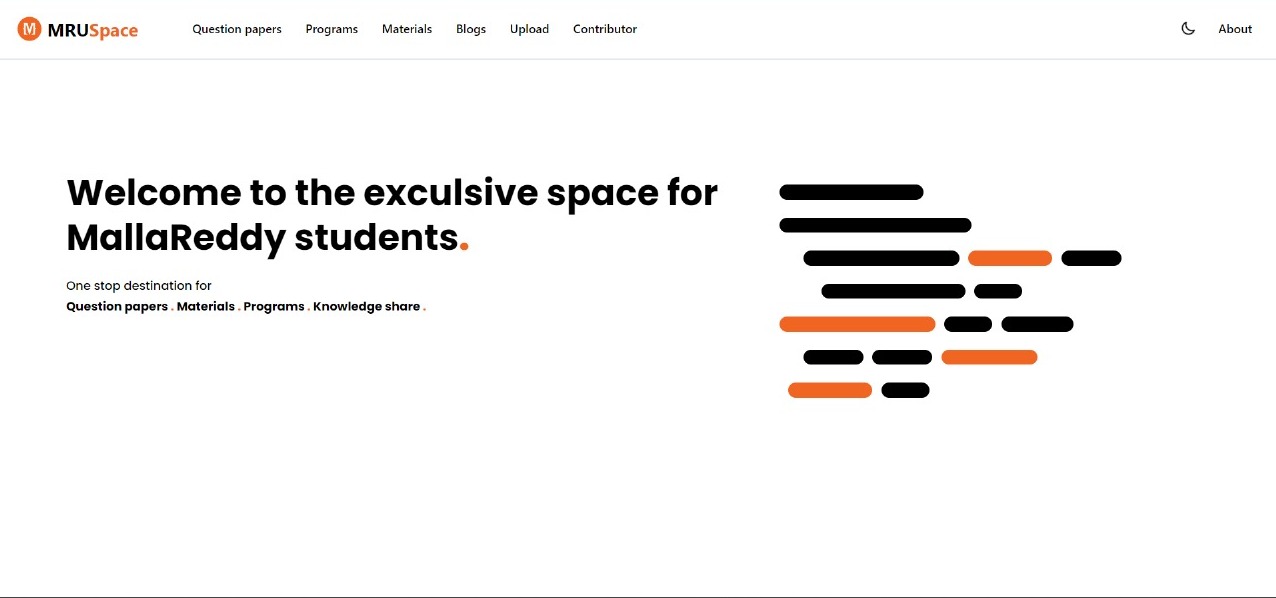 M MRUSpace Question papers Programs Materials Blogs Upload Contributor About
Welcome to the exculsive space for
MallaReddy students.
One stop destination for
Question papers . Materials . Programs . Knowledge share .